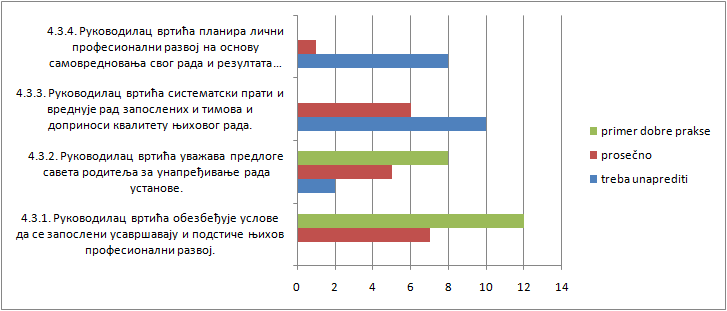 4.3.4. Руководилац вртића планира лични
професионални развој на основу
самовредновања свог рада и резултата...
4.3.3. Руководилац вртића систематски прати и
вреднује рад запослених и тимова и
доприноси квалитету њиховог рада.
4.3.2. Руководилац вртића уважава предлоге
савета родитеља за унапређивање рада
установе.
4.3.1. Руководилац вртића обезбеђује услове
да се запослени усавршавају и подстиче њихов
професионални развој.
0 2 4 6 8 10 12 14
primer dobre prakse
prosečno
treba unaprediti